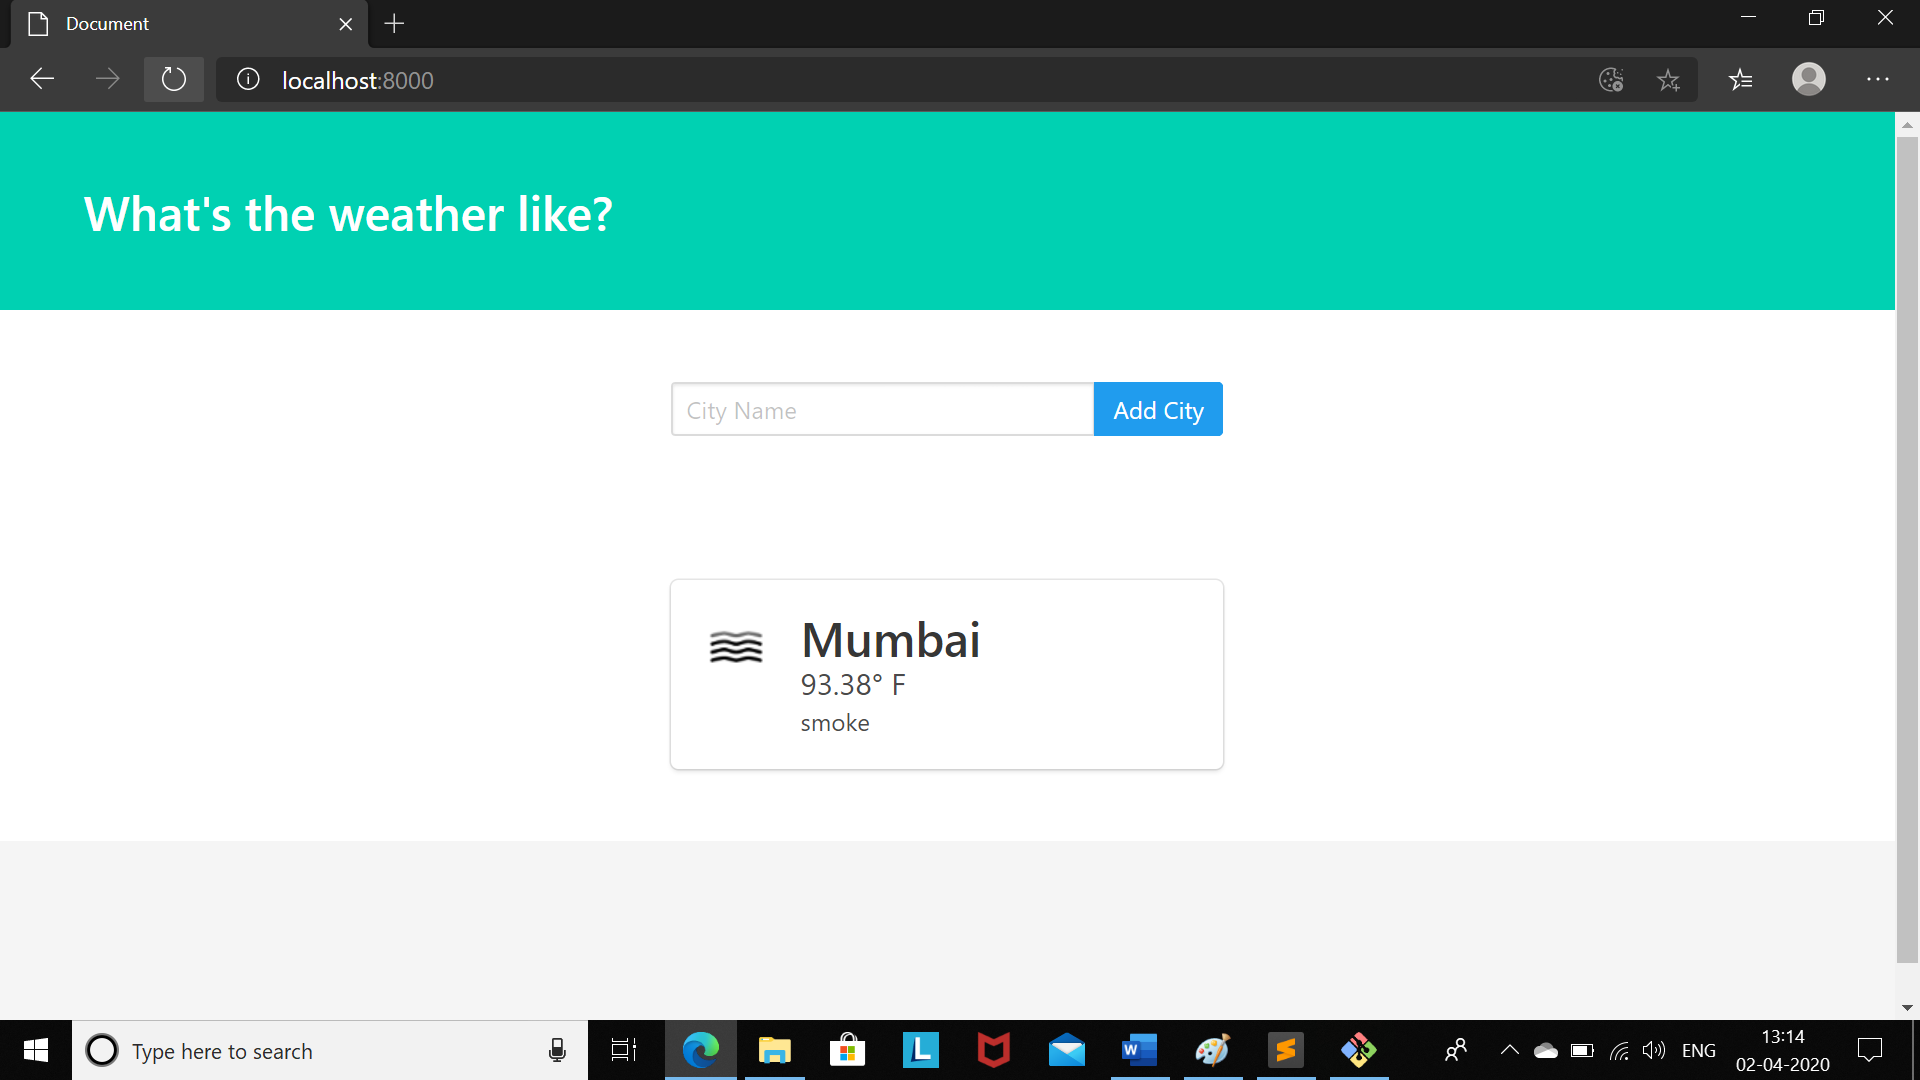 Document
localhost:8000
What's the weather like?
City Name
Add City
Mumbai
93.38° F
smoke
Type here to search
L
W
S
ENG
13:14
02-04-2020